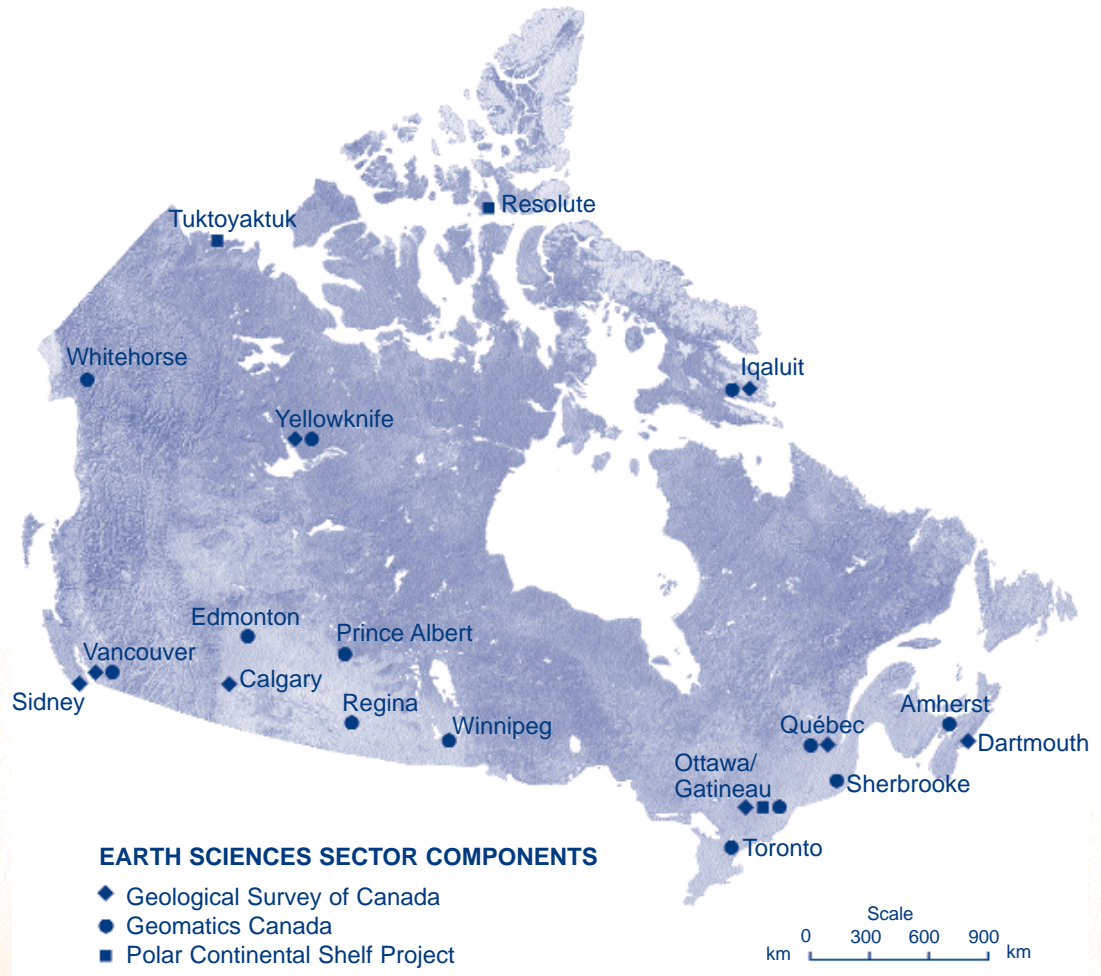 Resolute
Tuktoyaktuk
Whitehorse
Iqaluit
Yellowknife
Edmonton
Prince Albert
Vancouver
Calgary
Sidney
Regina
Winnipeg
Amherst
Québec
Dartmouth
Ottawa/
Gatineau
Sherbrooke
Toronto
EARTH SCIENCES SECTOR COMPONENTS
Geological Survey of Canada
Geomatics Canada
Polar Continental Shelf Project
Scale
0 300 600 900
km km